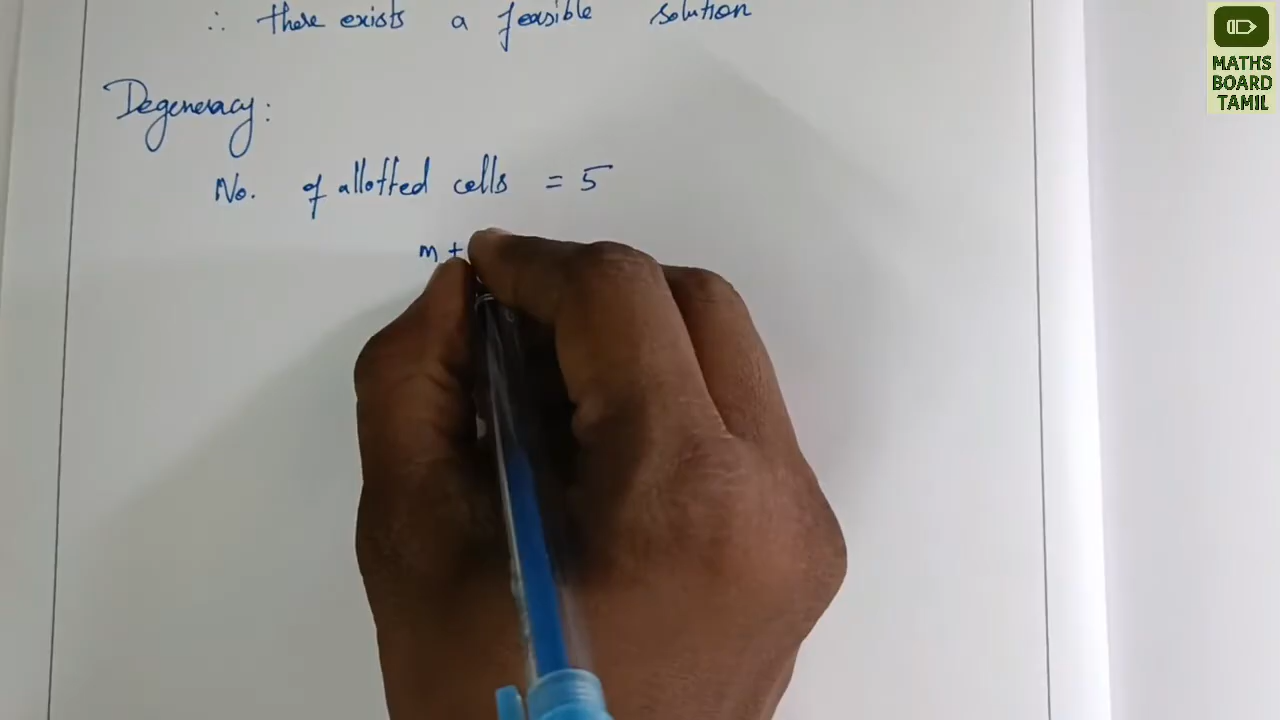 ∴ there exists a feasible solution
Degeneracy:
No. of allotted cells = 5
m +
MATHS
BOARD
TAMIL